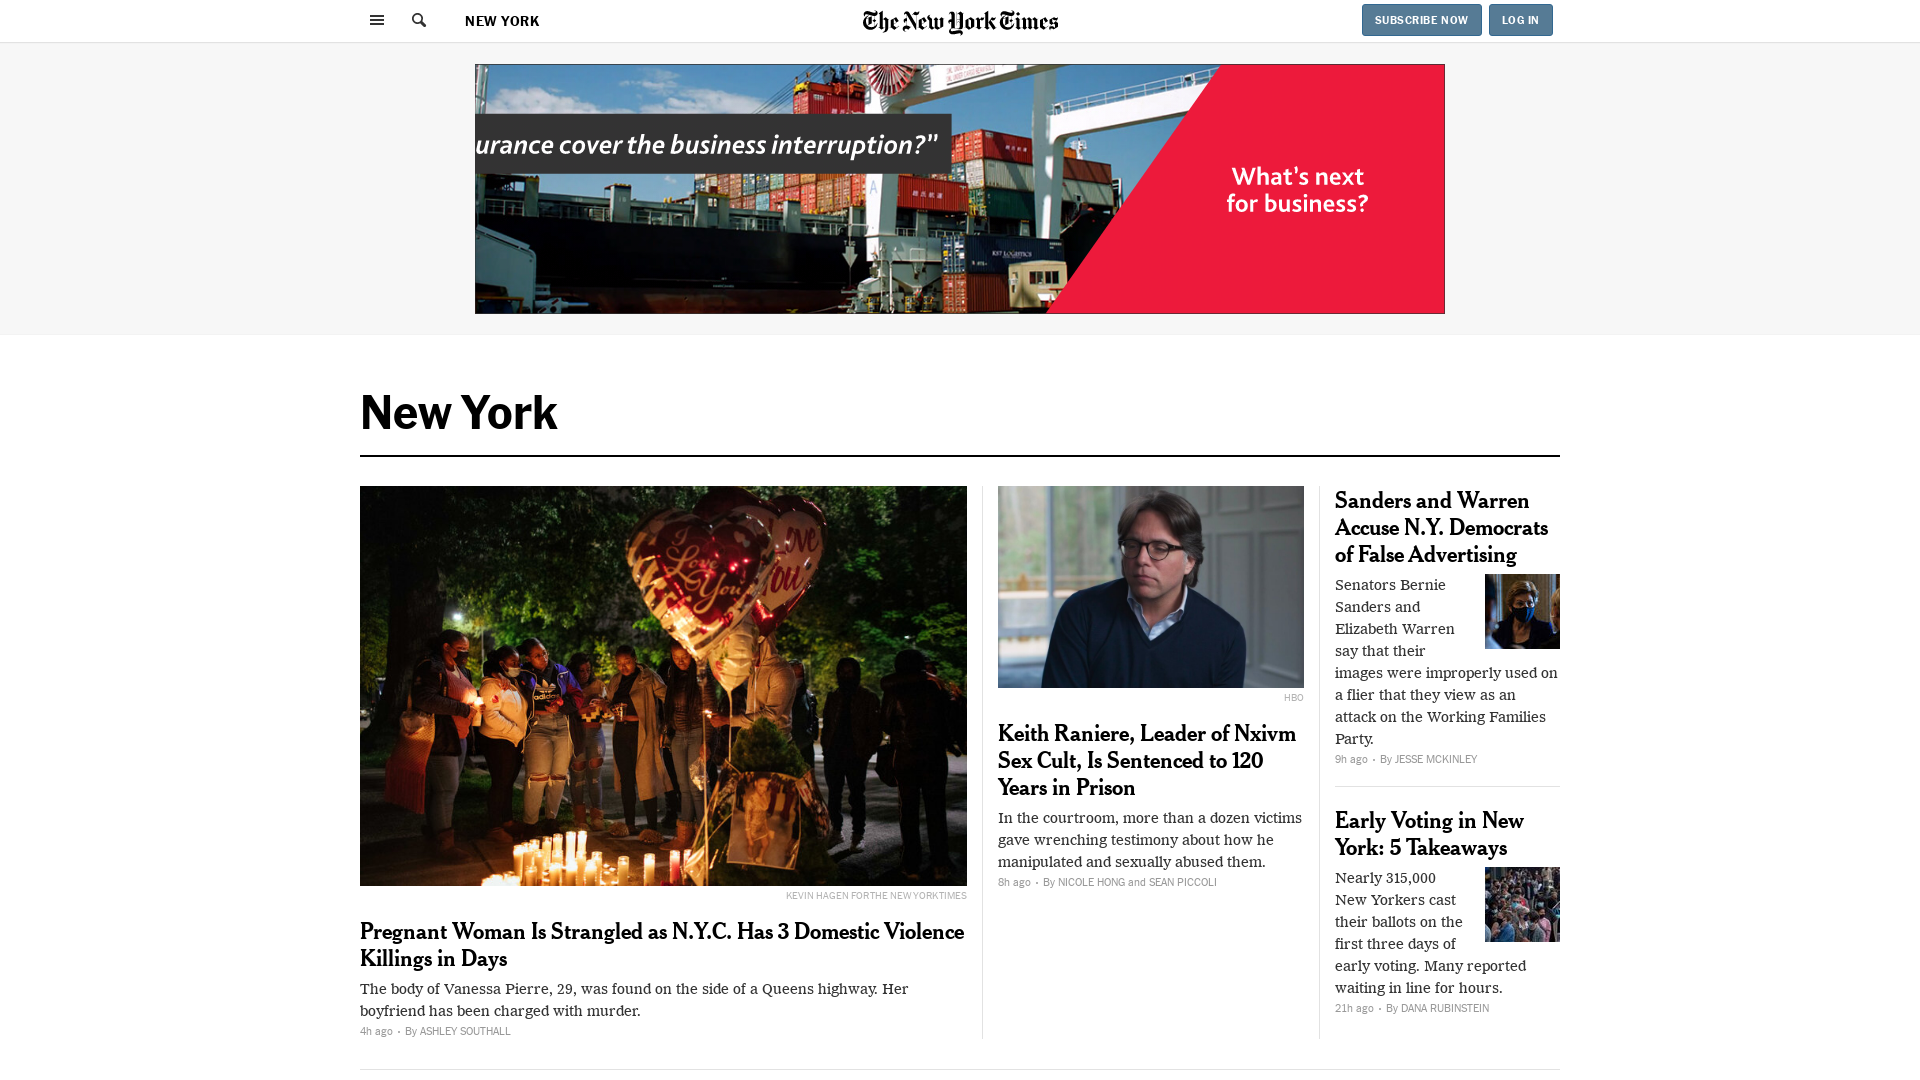 NEW YORK
The New York Times
SUBSCRIBE NOW
LOG IN
urance cover the business interruption?”
What’s next
for business?
New York
I
Love
You
KEVIN HAGEN FOR THE NEW YORK TIMES
Pregnant Woman Is Strangled as N.Y.C. Has 3 Domestic Violence
Killings in Days
The body of Vanessa Pierre, 29, was found on the side of a Queens highway. Her
boyfriend has been charged with murder.
4h ago • By ASHLEY SOUTHALL
HBO
Keith Raniere, Leader of Nxivm
Sex Cult, Is Sentenced to 120
Years in Prison
In the courtroom, more than a dozen victims
gave wrenching testimony about how he
manipulated and sexually abused them.
8h ago • By NICOLE HONG and SEAN PICCOLI
Sanders and Warren
Accuse N.Y. Democrats
of False Advertising
Senators Bernie
Sanders and
Elizabeth Warren
say that their
images were improperly used on
a flier that they view as an
attack on the Working Families
Party.
9h ago • By JESSE MCKINLEY
Early Voting in New
York: 5 Takeaways
Nearly 315,000
New Yorkers cast
their ballots on the
first three days of
early voting. Many reported
waiting in line for hours.
21h ago • By DANA RUBINSTEIN